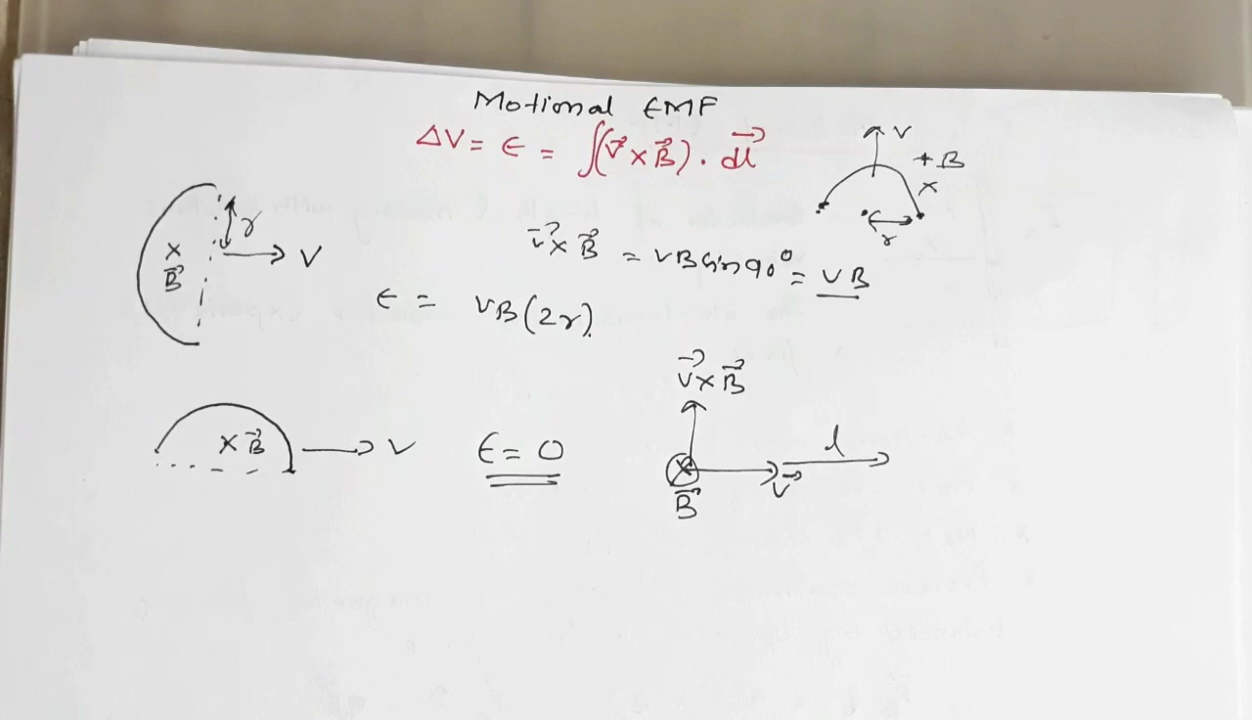 Motional EMF
ΔV = ϵ = ∫(v⃗ × B⃗) . dl⃗
V
+ B
x
r
r
x
B⃗
V
v⃗ × B⃗ = VB Sin 90° = VB
ϵ = VB(2r)
v⃗ × B⃗
x B⃗
V
ϵ = 0
l
B⃗
v⃗